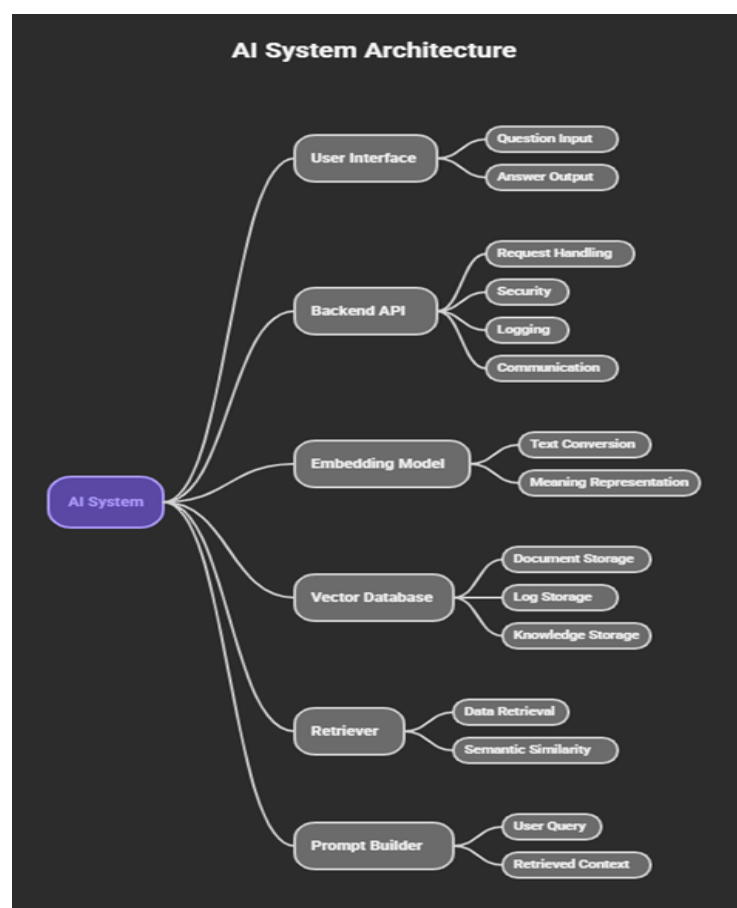 AI System Architecture
User Interface
Question Input
Answer Output
Backend API
Request Handling
Security
Logging
Communication
AI System
Embedding Model
Text Conversion
Meaning Representation
Vector Database
Document Storage
Log Storage
Knowledge Storage
Retriever
Data Retrieval
Semantic Similarity
Prompt Builder
User Query
Retrieved Context